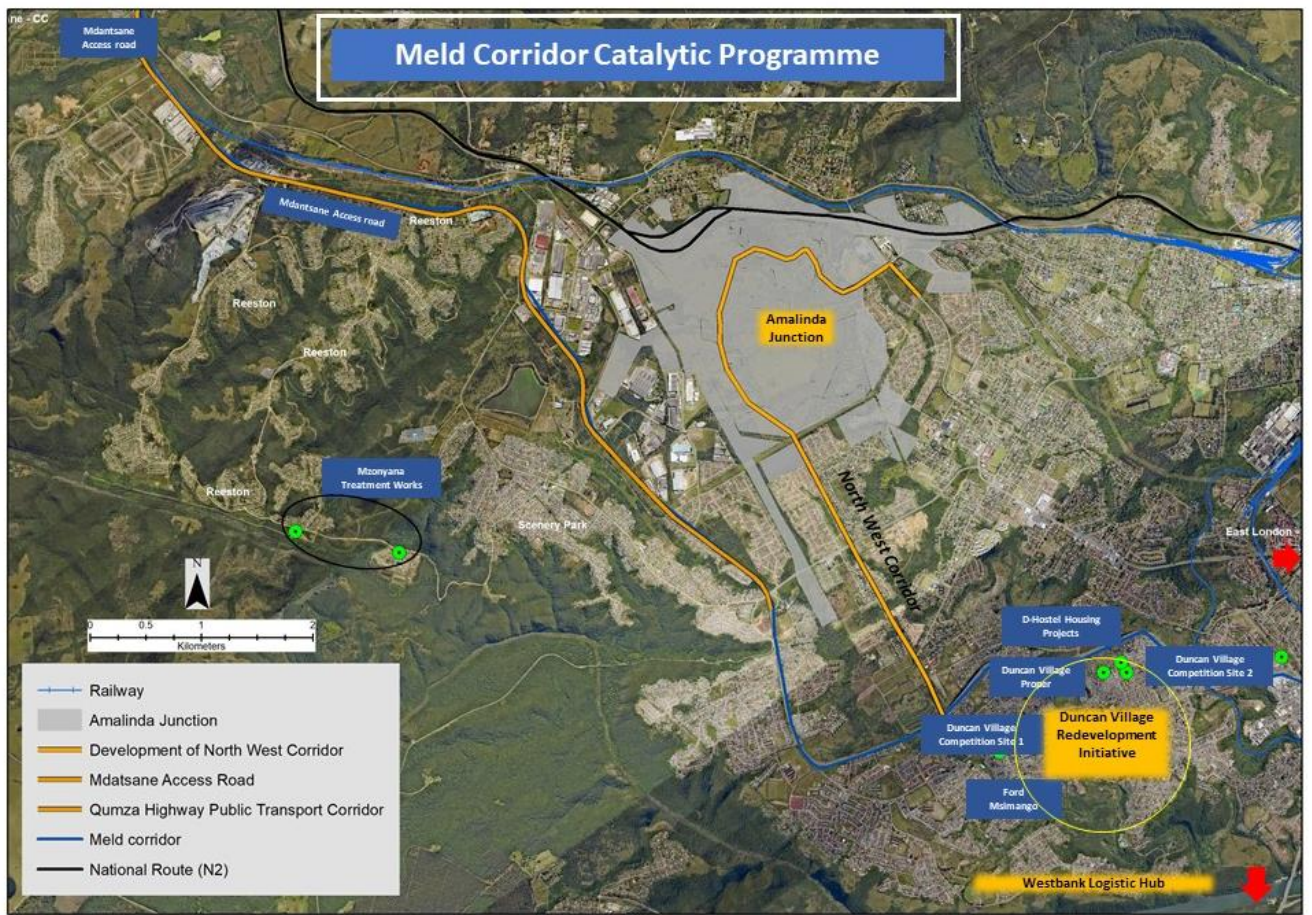 ne - CC
Mdantsane
Access road
Meld Corridor Catalytic Programme
Mdantsane Access road
Reeston
Reeston
Reeston
Amalinda
Junction
Mzonyana
Treatment Works
Reeston
Scenery Park
North West Corridor
East London -
N
0 0.5 1 2
Kilometers
D-Hostel Housing
Projects
Duncan Village
Proper
Duncan Village
Competition Site 2
Duncan Village
Competition Site 1
Duncan Village
Redevelopment
Initiative
Ford
Msimango
Westbank Logistic Hub
Railway
Amalinda Junction
Development of North West Corridor
Mdatsane Access Road
Qumza Highway Public Transport Corridor
Meld corridor
National Route (N2)